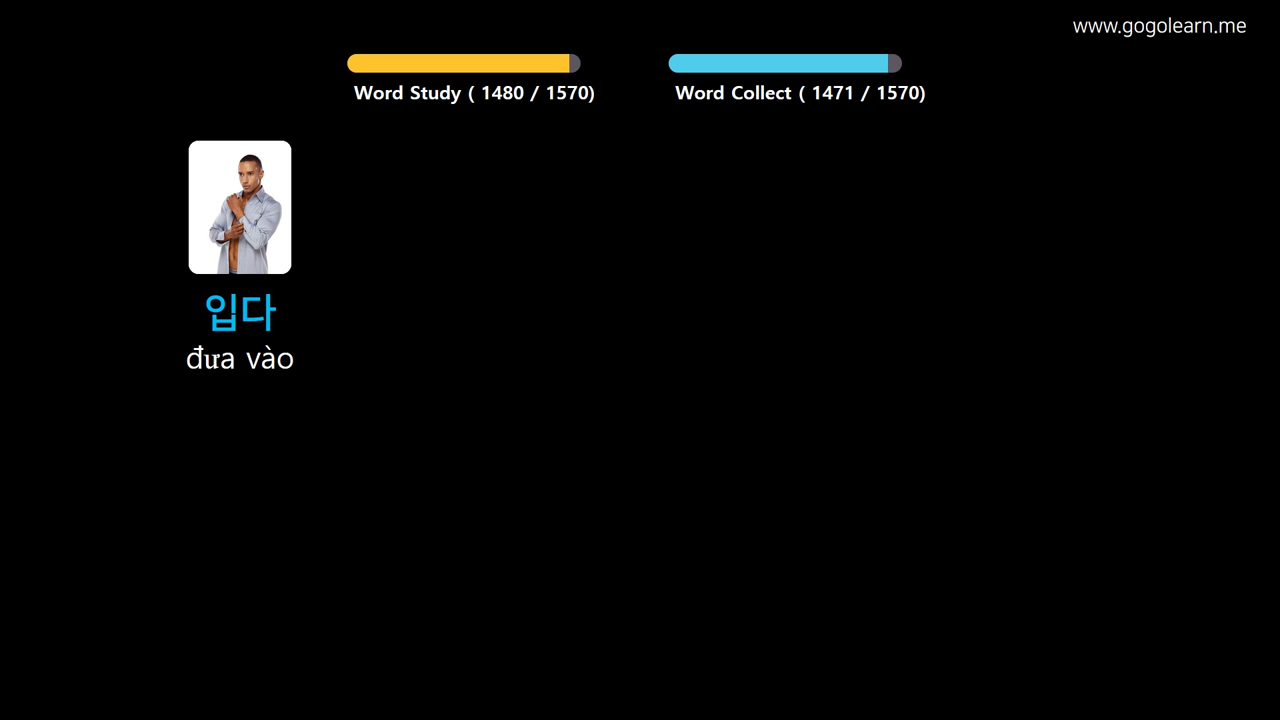 www.gogolearn.me
Word Study ( 1480 / 1570)
Word Collect ( 1471 / 1570)
입다
đưa vào